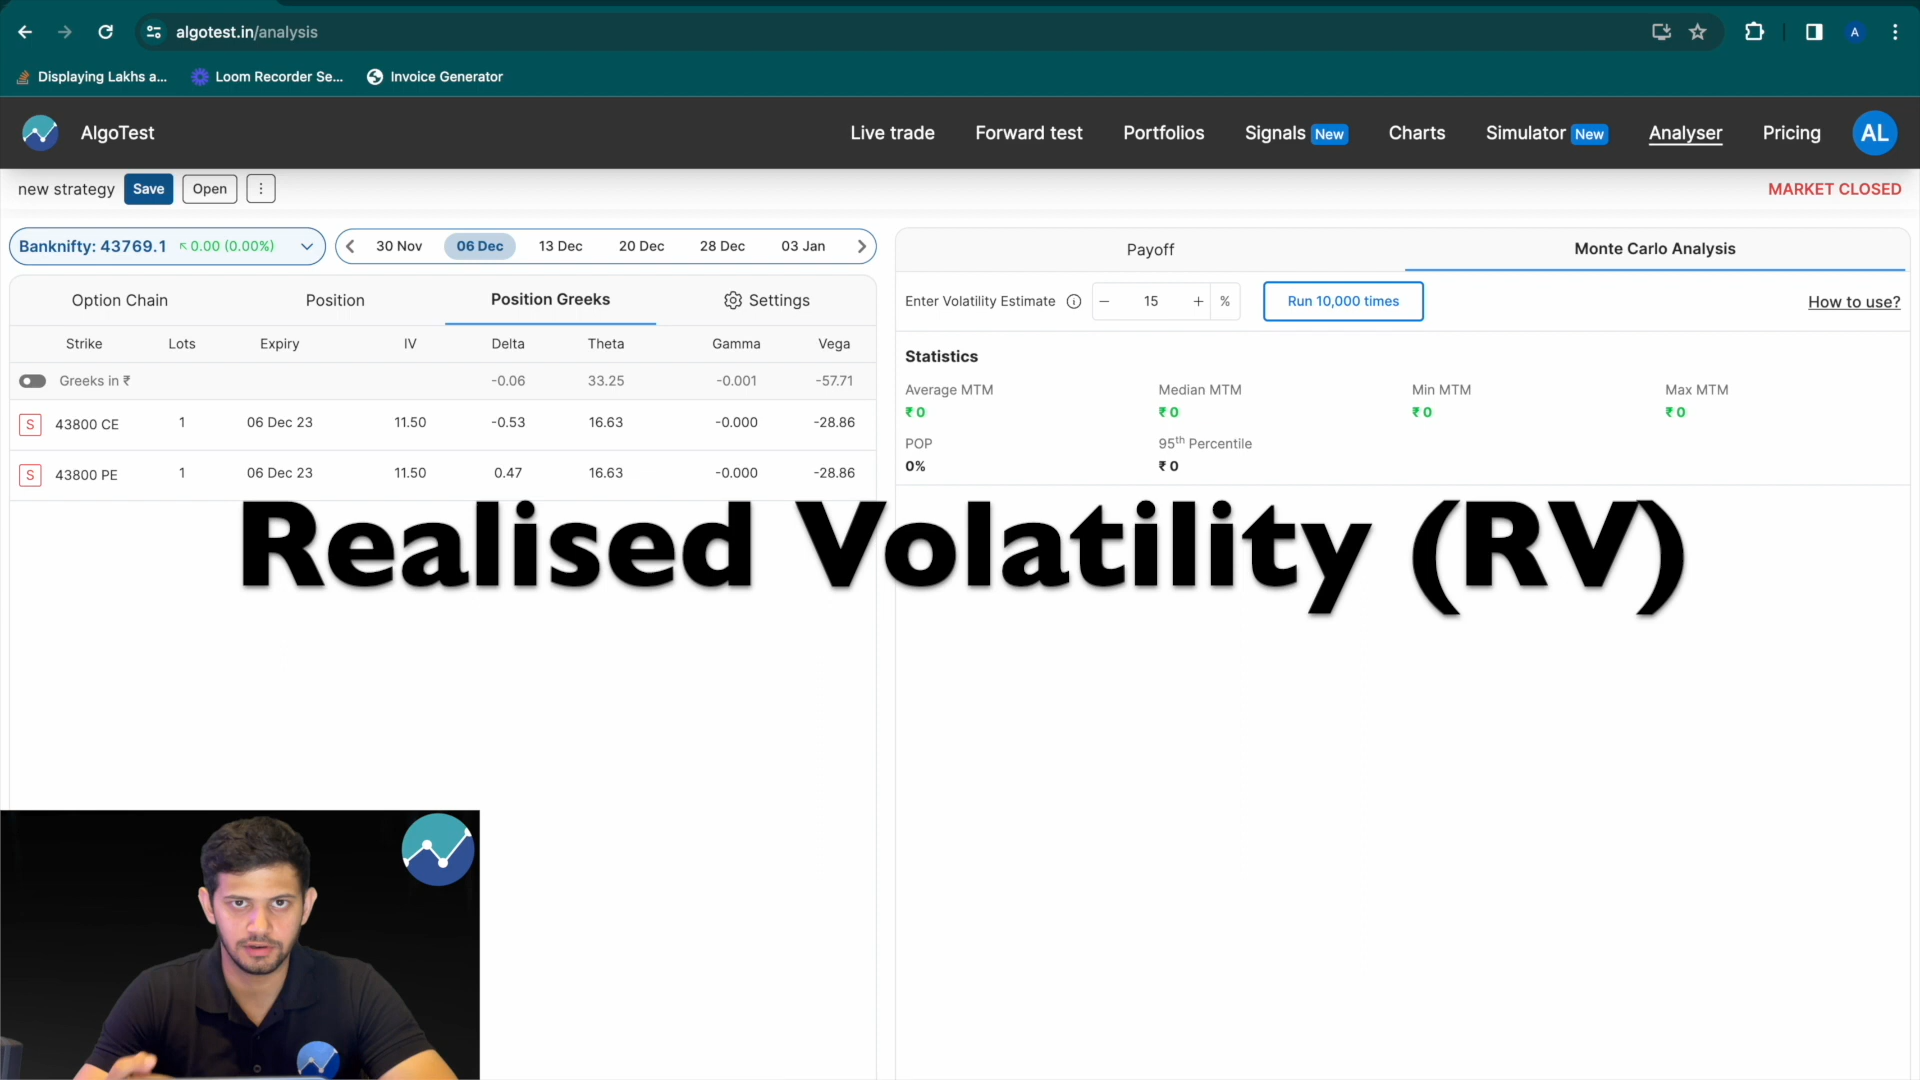 algotest.in/analysis
A
Displaying Lakhs a...
Loom Recorder Se...
Invoice Generator
AlgoTest
Live trade
Forward test
Portfolios
Signals New
Charts
Simulator New
Analyser
Pricing
AL
new strategy
Save
Open
MARKET CLOSED
Banknifty: 43769.1 0.00 (0.00%)
30 Nov
06 Dec
13 Dec
20 Dec
28 Dec
03 Jan
Payoff
Monte Carlo Analysis
Option Chain
Position
Position Greeks
Settings
Enter Volatility Estimate
− 15 + %
Run 10,000 times
How to use?
Strike Lots Expiry IV Delta Theta Gamma Vega
Greeks in ₹ -0.06 33.25 -0.001 -57.71
S 43800 CE 1 06 Dec 23 11.50 -0.53 16.63 -0.000 -28.86
S 43800 PE 1 06 Dec 23 11.50 0.47 16.63 -0.000 -28.86
Statistics
Average MTM Median MTM Min MTM Max MTM
₹ 0 ₹ 0 ₹ 0 ₹ 0
POP 95th Percentile
0% ₹ 0
Realised Volatility (RV)